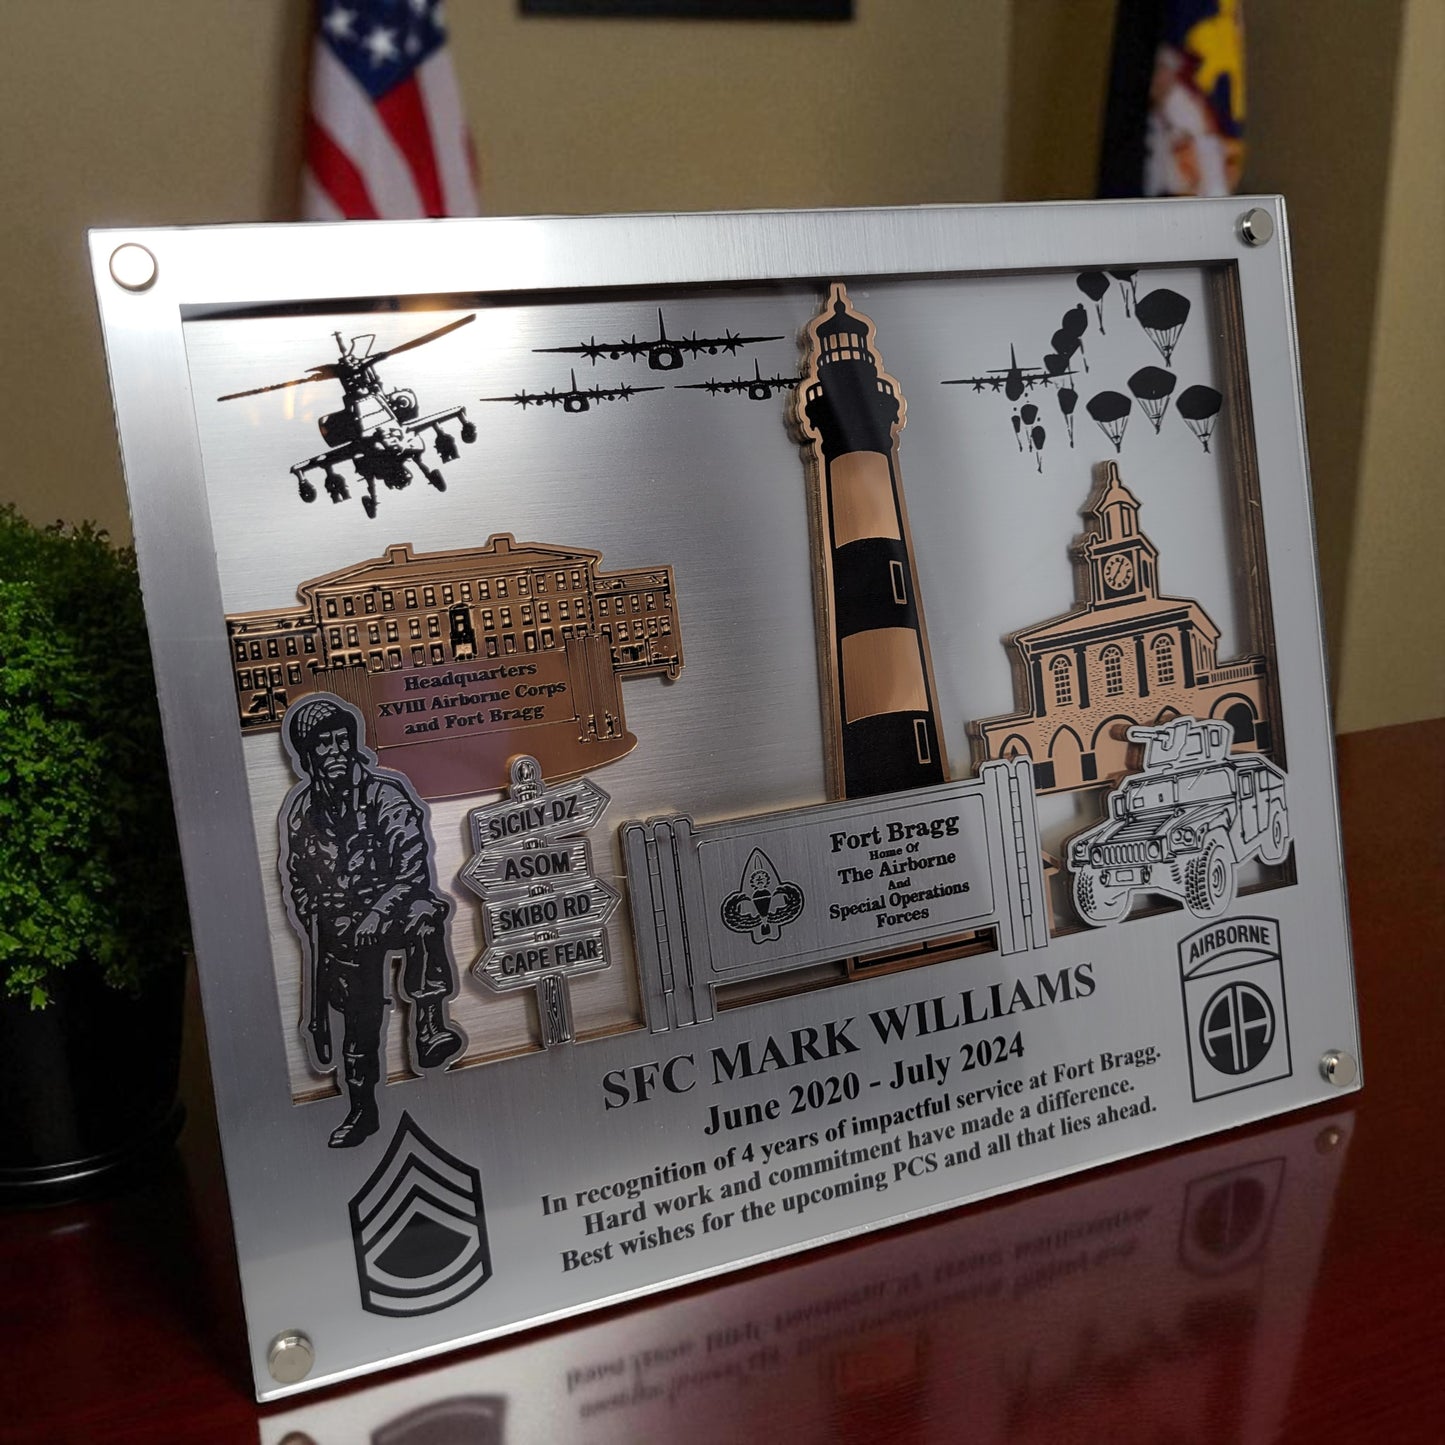 Headquarters
XVIII Airborne Corps
and Fort Bragg
SICILY DZ
ASOM
SKIBO RD
CAPE FEAR
Fort Bragg
Home Of
The Airborne
And
Special Operations
Forces
AIRBORNE
AA
SFC MARK WILLIAMS
June 2020 - July 2024
In recognition of 4 years of impactful service at Fort Bragg.
Hard work and commitment have made a difference.
Best wishes for the upcoming PCS and all that lies ahead.